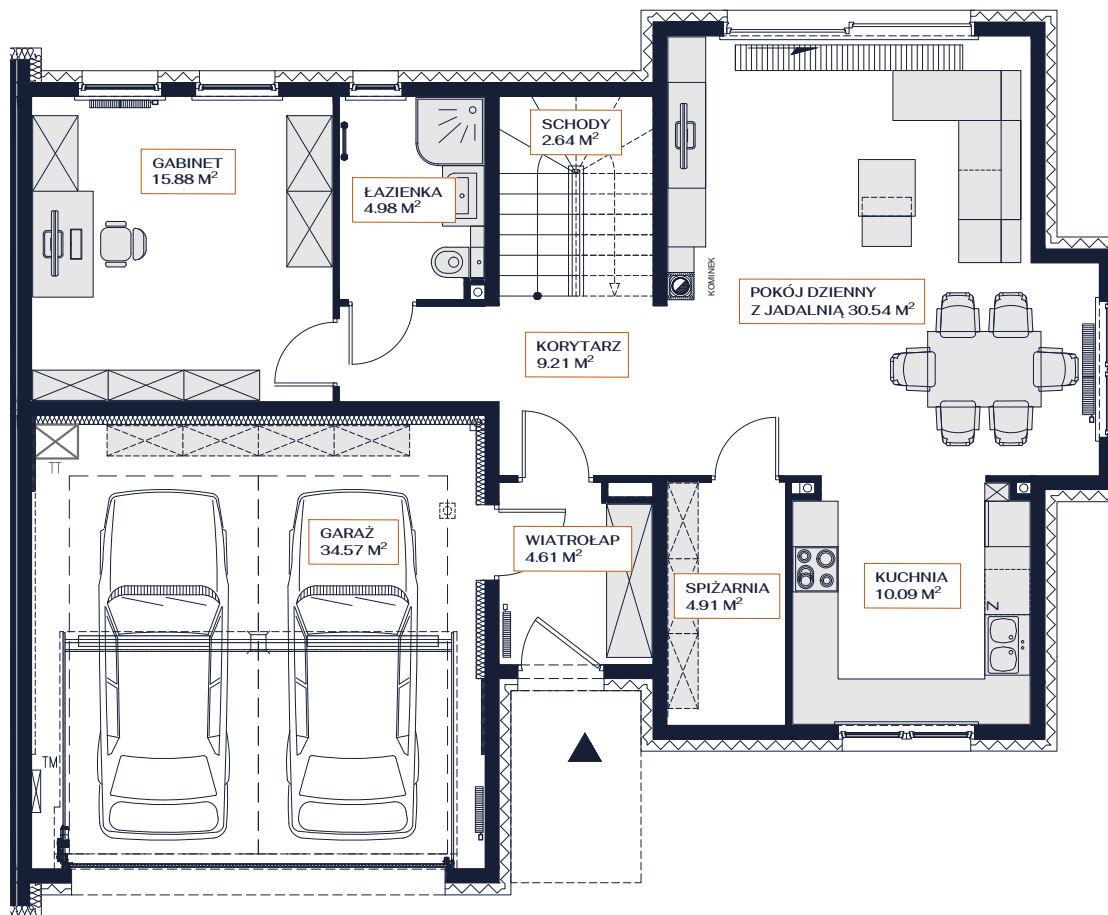 SCHODY
2.64 M²
GABINET
15.88 M²
ŁAZIENKA
4.98 M²
KOMINEK
POKÓJ DZIENNY
Z JADALNIĄ 30.54 M²
KORYTARZ
9.21 M²
TT
GARAŻ
34.57 M²
WIATROŁAP
4.61 M²
SPIŻARNIA
4.91 M²
KUCHNIA
10.09 M²
Z
TM